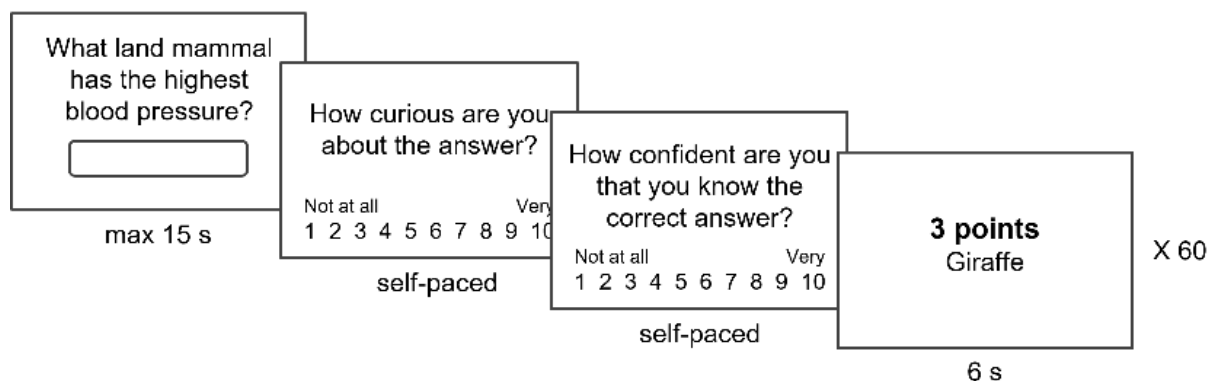 What land mammal
has the highest
blood pressure?
max 15 s
How curious are you
about the answer?
Not at all Very
1 2 3 4 5 6 7 8 9 10
self-paced
How confident are you
that you know the
correct answer?
Not at all Very
1 2 3 4 5 6 7 8 9 10
self-paced
3 points
Giraffe
6 s
X 60